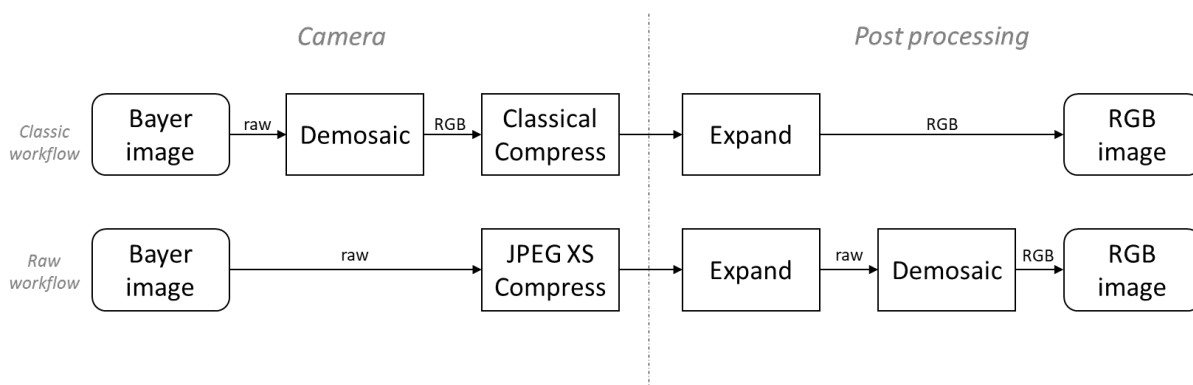 Camera
Post processing
Classic
workflow
Bayer
image
raw
Demosaic
RGB
Classical
Compress
Expand
RGB
RGB
image
Raw
workflow
Bayer
image
raw
JPEG XS
Compress
Expand
raw
Demosaic
RGB
RGB
image